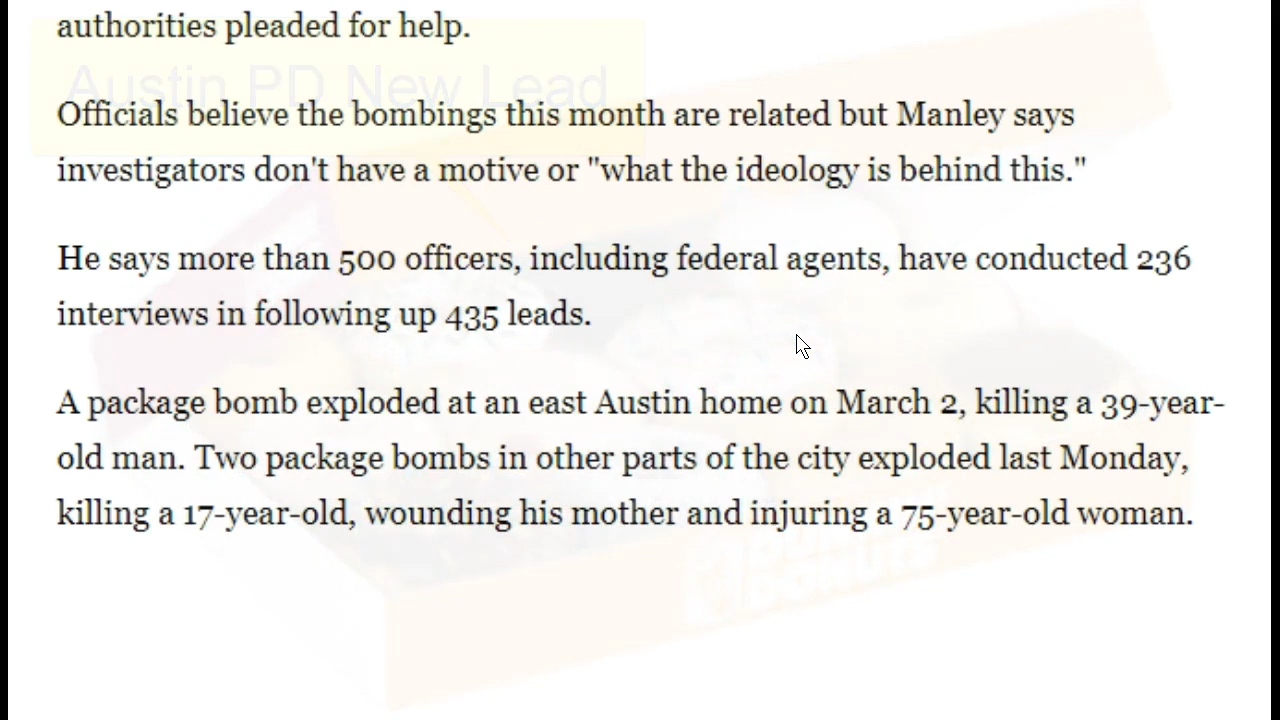 authorities pleaded for help.
Austin PD New Lead
Officials believe the bombings this month are related but Manley says
investigators don't have a motive or "what the ideology is behind this."
He says more than 500 officers, including federal agents, have conducted 236
interviews in following up 435 leads.
A package bomb exploded at an east Austin home on March 2, killing a 39-year-
old man. Two package bombs in other parts of the city exploded last Monday,
killing a 17-year-old, wounding his mother and injuring a 75-year-old woman.
DUNKIN'
DONUTS